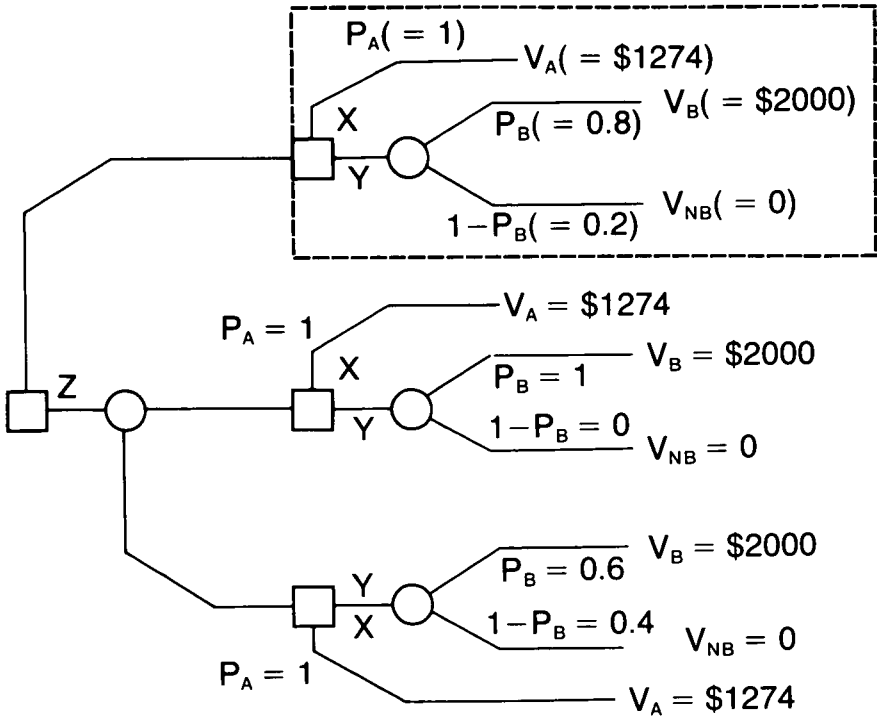 P_A(= 1)
V_A(= $1274)
X
V_B(= $2000)
P_B(= 0.8)
Y
V_NB(= 0)
1–P_B(= 0.2)
V_A = $1274
P_A = 1
X
V_B = $2000
P_B = 1
Z
Y
1–P_B = 0
V_NB = 0
V_B = $2000
P_B = 0.6
Y
X
1–P_B = 0.4
V_NB = 0
P_A = 1
V_A = $1274